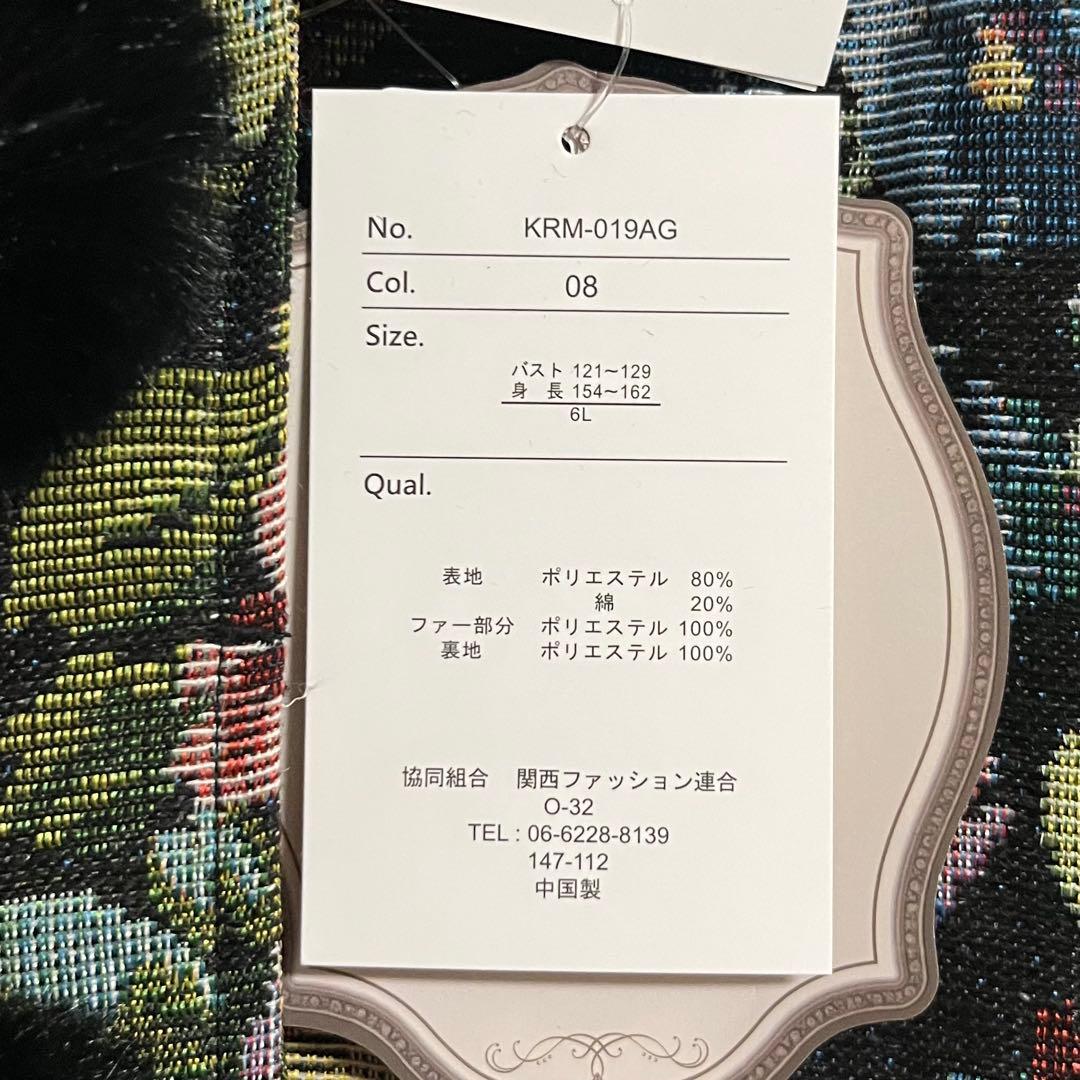 No. KRM-019AG
Col. 08
Size.
バスト 121~129
身 長 154~162
6L
Qual.
表地 ポリエステル 80%
綿 20%
ファー部分 ポリエステル 100%
裏地 ポリエステル 100%
協同組合 関西ファッション連合
O-32
TEL : 06-6228-8139
147-112
中国製